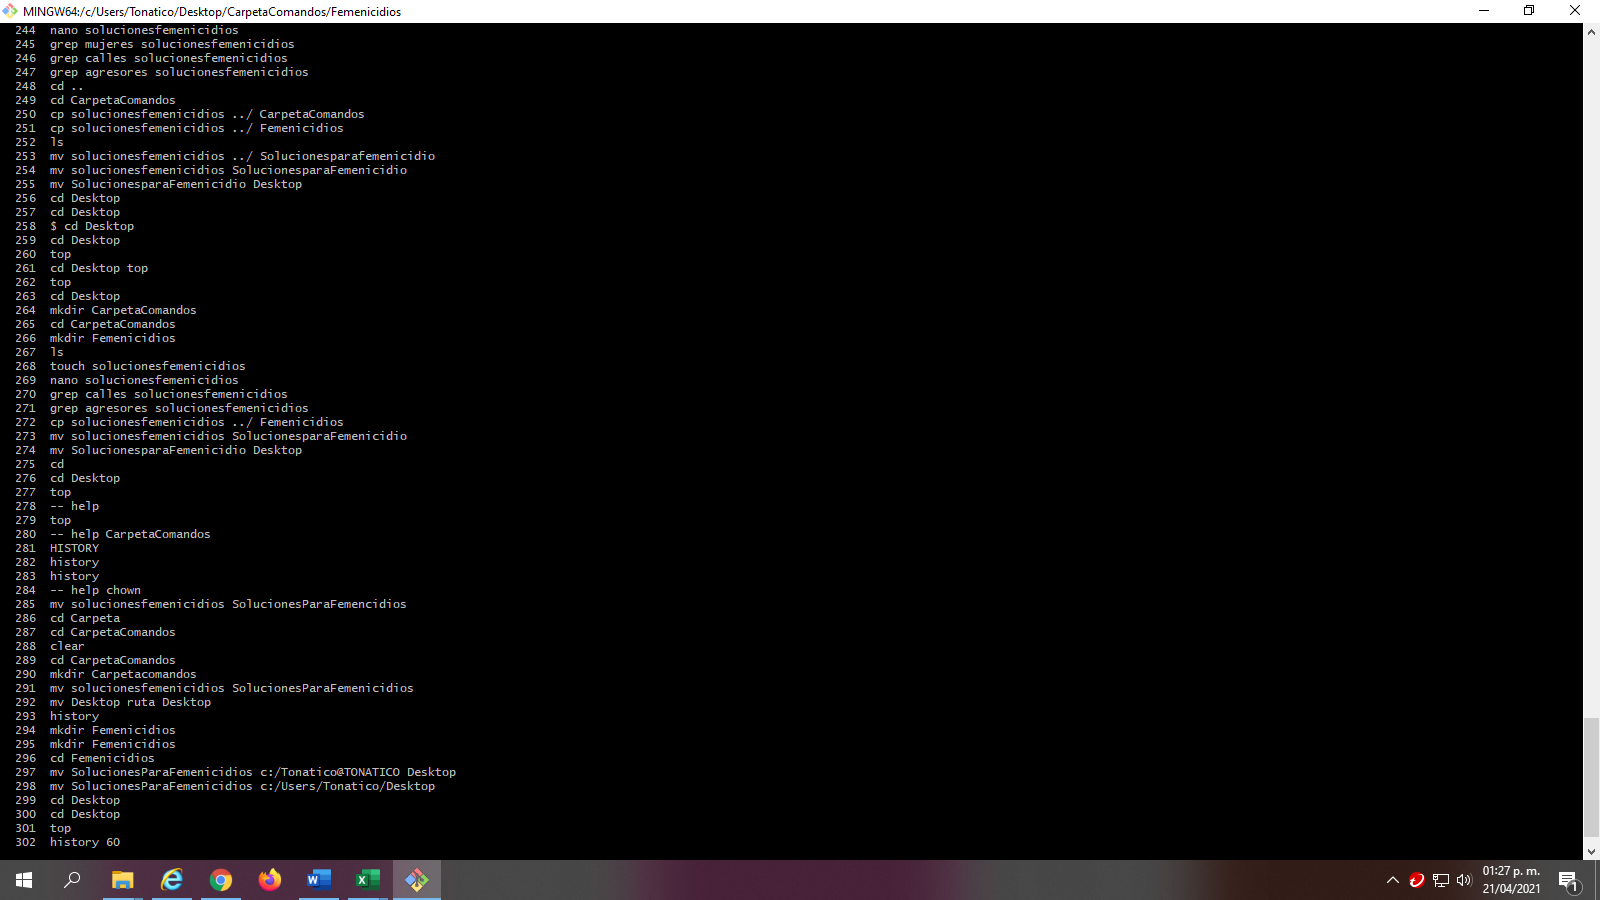 MINGW64:/c/Users/Tonatico/Desktop/CarpetaComandos/Femenicidios
244 nano solucionesfemenicidios
245 grep mujeres solucionesfemenicidios
246 grep calles solucionesfemenicidios
247 grep agresores solucionesfemenicidios
248 cd ..
249 cd CarpetaComandos
250 cp solucionesfemenicidios ../ CarpetaComandos
251 cp solucionesfemenicidios ../ Femenicidios
252 ls
253 mv solucionesfemenicidios ../ Solucionesparafemenicidio
254 mv solucionesfemenicidios SolucionesparaFemenicidio
255 mv SolucionesparaFemenicidio Desktop
256 cd Desktop
257 cd Desktop
258 $ cd Desktop
259 cd Desktop
260 top
261 cd Desktop top
262 top
263 cd Desktop
264 mkdir CarpetaComandos
265 cd CarpetaComandos
266 mkdir Femenicidios
267 ls
268 touch solucionesfemenicidios
269 nano solucionesfemenicidios
270 grep calles solucionesfemenicidios
271 grep agresores solucionesfemenicidios
272 cp solucionesfemenicidios ../ Femenicidios
273 mv solucionesfemenicidios SolucionesparaFemenicidio
274 mv SolucionesparaFemenicidio Desktop
275 cd
276 cd Desktop
277 top
278 -- help
279 top
280 -- help CarpetaComandos
281 HISTORY
282 history
283 history
284 -- help chown
285 mv solucionesfemenicidios SolucionesParaFemencidios
286 cd Carpeta
287 cd CarpetaComandos
288 clear
289 cd CarpetaComandos
290 mkdir Carpetacomandos
291 mv solucionesfemenicidios SolucionesParaFemenicidios
292 mv Desktop ruta Desktop
293 history
294 mkdir Femenicidios
295 mkdir Femenicidios
296 cd Femenicidios
297 mv SolucionesParaFemenicidios c:/Tonatico@TONATICO Desktop
298 mv SolucionesParaFemenicidios c:/Users/Tonatico/Desktop
299 cd Desktop
300 cd Desktop
301 top
302 history 60
01:27 p. m.
21/04/2021
1